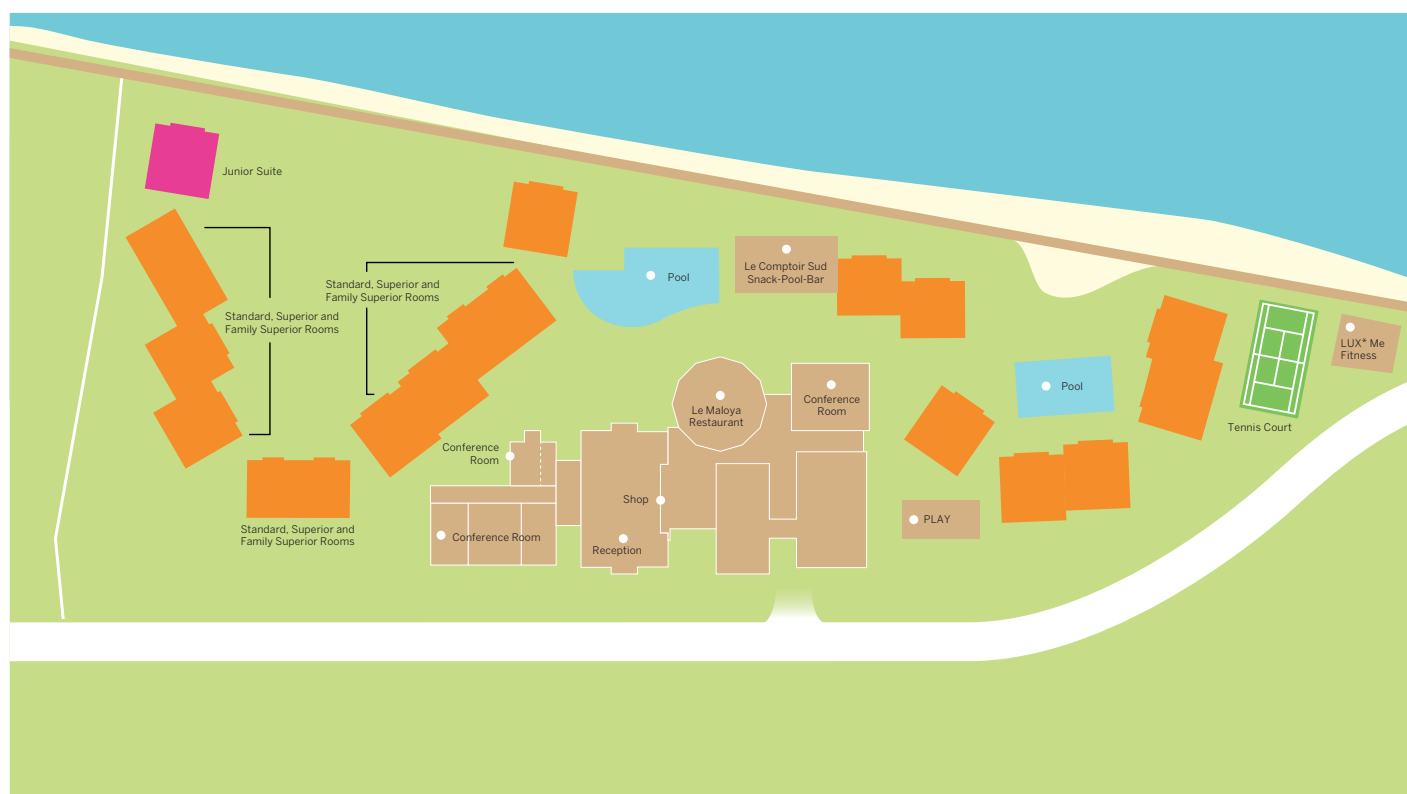 Junior Suite
Standard, Superior and
Family Superior Rooms
Standard, Superior and
Family Superior Rooms
Pool
Le Comptoir Sud
Snack-Pool-Bar
LUX* Me
Fitness
Pool
Tennis Court
Le Maloya
Restaurant
Conference
Room
Conference
Room
Shop
PLAY
Standard, Superior and
Family Superior Rooms
Conference Room
Reception